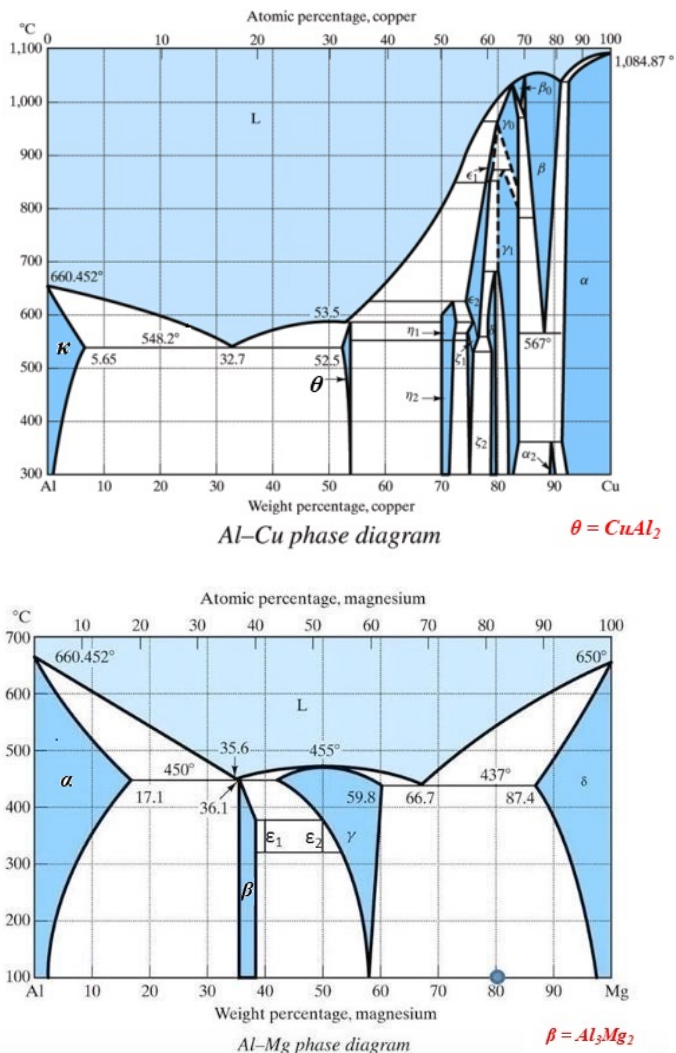 Atomic percentage, copper
°C 0 10 20 30 40 50 60 70 80 90 100
1,100
1,084.87 °
1,000 L β₀
γ₀
900
ϵ₁ β
800
700 γ₁
660.452° α
600 53.5 ϵ₂
548.2° η₁ δ
κ 5.65 32.7 52.5 ζ₁ 567°
500
θ
400 η₂
ζ₂ α₂
300
Al 10 20 30 40 50 60 70 80 90 Cu
Weight percentage, copper
Al–Cu phase diagram
θ = CuAl₂
Atomic percentage, magnesium
°C 10 20 30 40 50 60 70 80 90 100
700
660.452° 650°
600 L
500 35.6 455°
450° 437°
α 17.1 36.1 59.8 66.7 87.4 δ
400
ε₁ ε₂ γ
300
β
200
100
Al 10 20 30 40 50 60 70 80 90 Mg
Weight percentage, magnesium
Al–Mg phase diagram
β = Al₃Mg₂